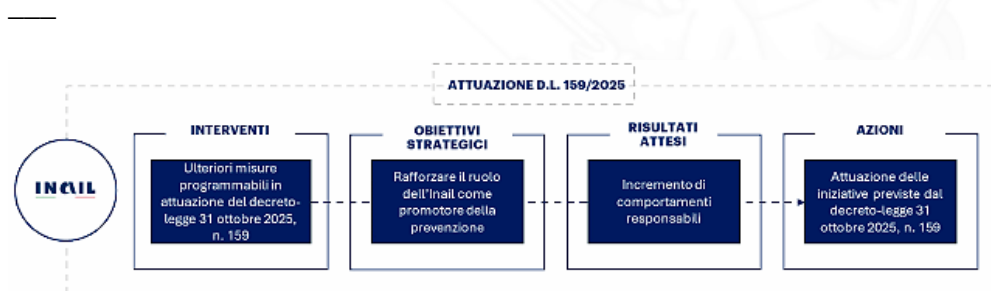 ATTUAZIONE D.L. 159/2025
INAIL
INTERVENTI
Ulteriori misure
programmabili in
attuazione del decreto-
legge 31 ottobre 2025,
n. 159
OBIETTIVI
STRATEGICI
Rafforzare il ruolo
dell'Inail come
promotore della
prevenzione
RISULTATI
ATTESI
Incremento di
comportamenti
responsabili
AZIONI
Attuazione delle
iniziative previste dal
decreto-legge 31
ottobre 2025, n. 159